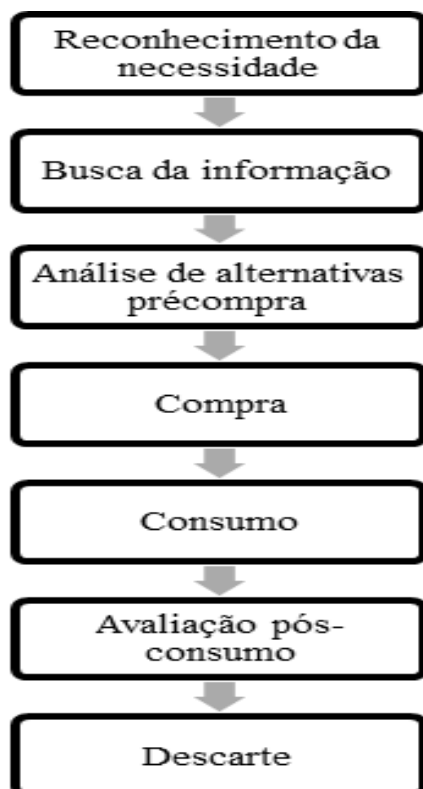 Reconhecimento da
necessidade
Busca da informação
Análise de alternativas
précompra
Compra
Consumo
Avaliação pós-
consumo
Descarte